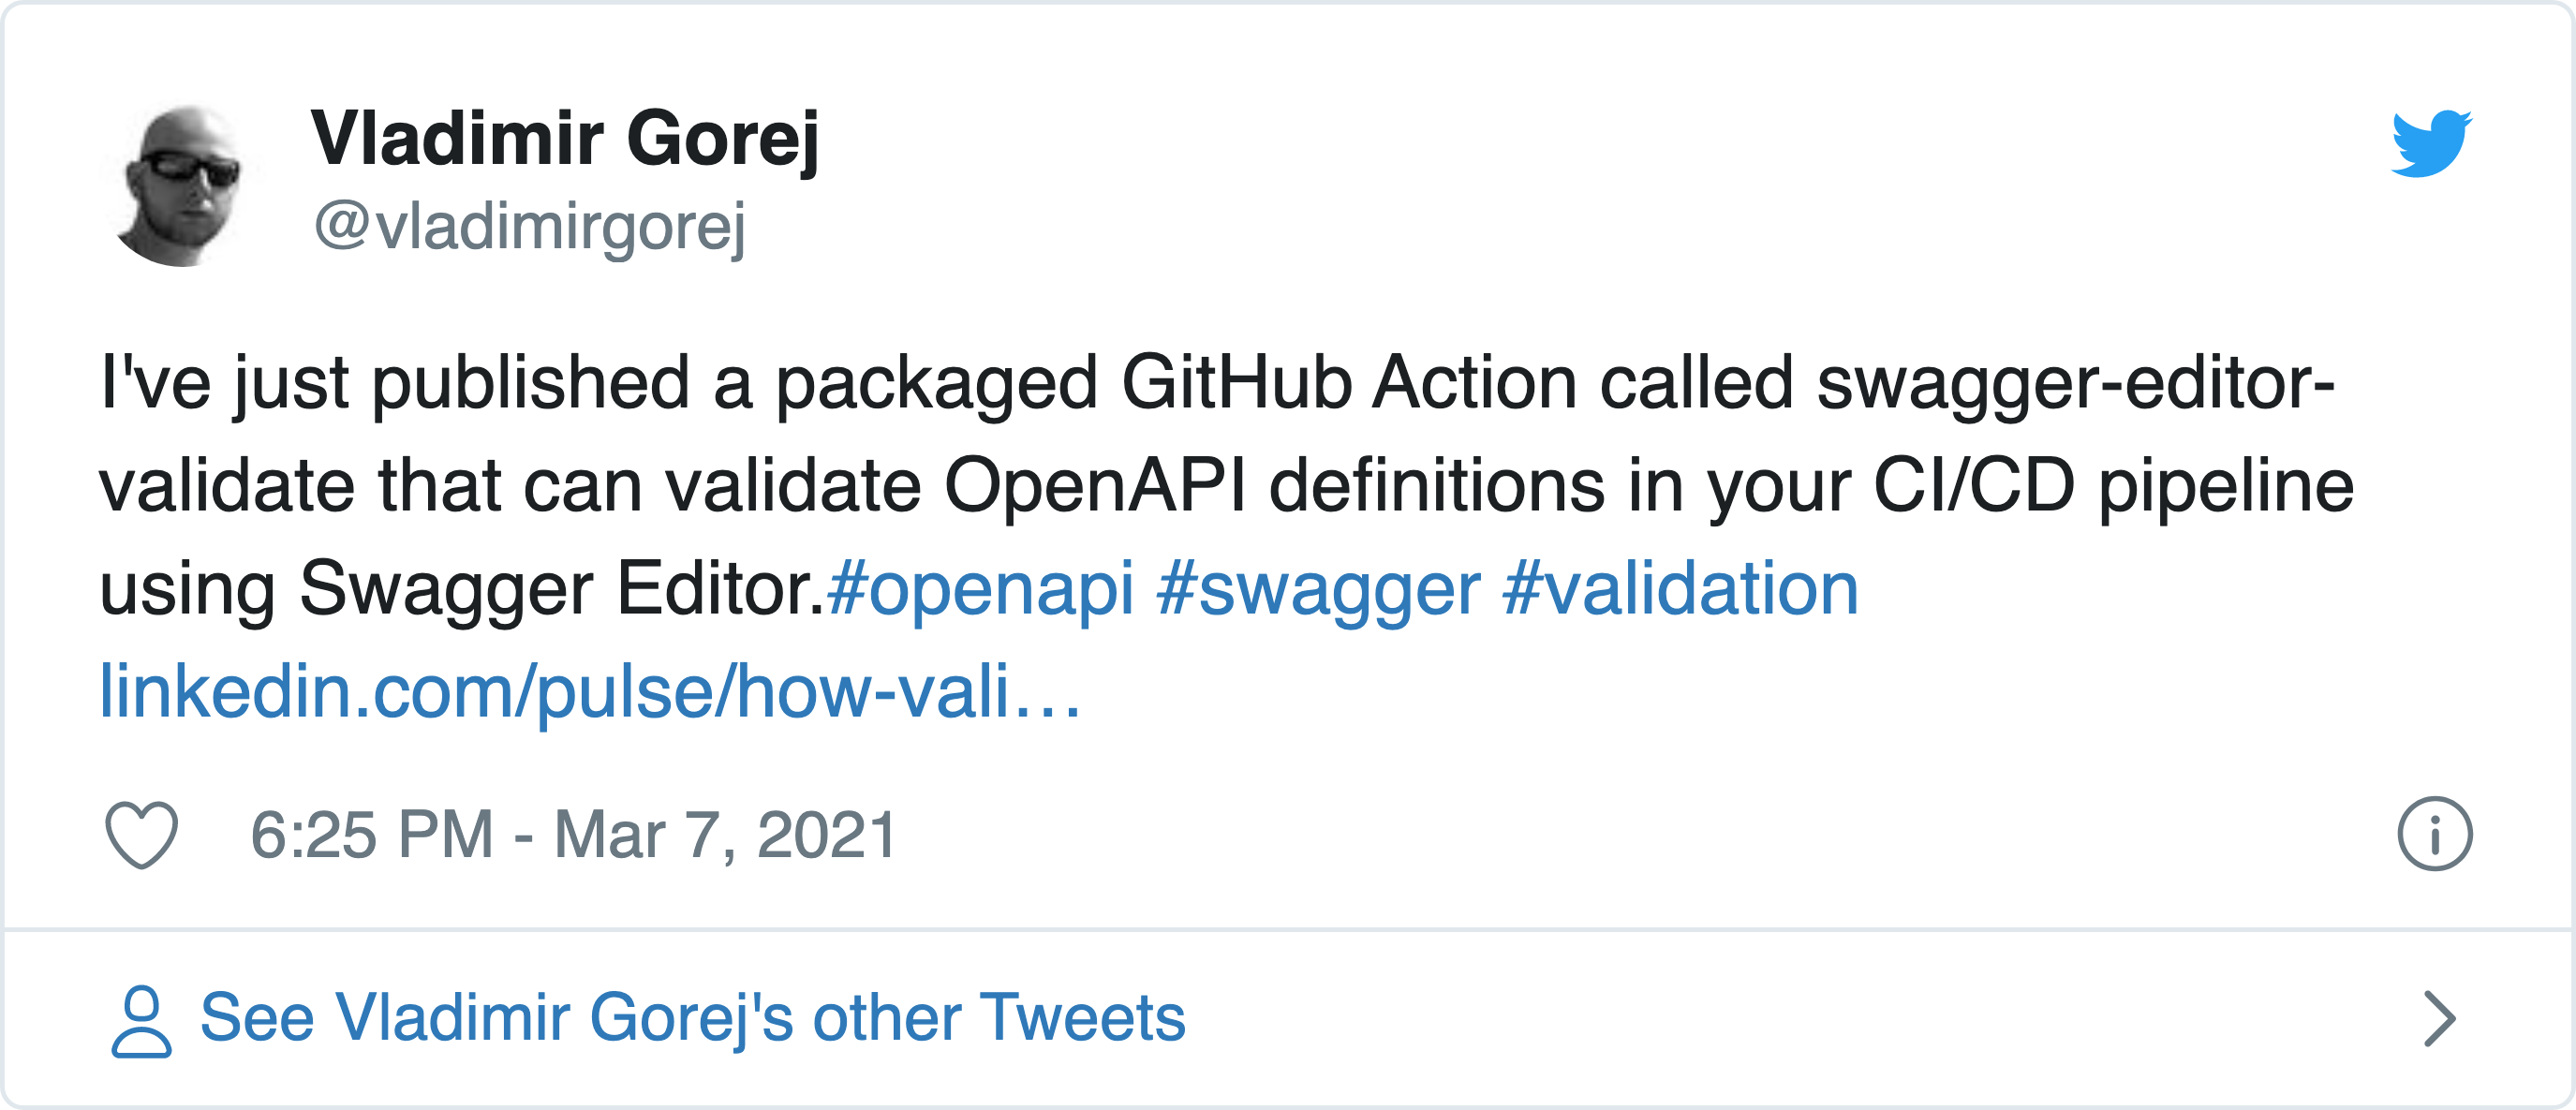 Vladimir Gorej
@vladimirgorej
I've just published a packaged GitHub Action called swagger-editor-
validate that can validate OpenAPI definitions in your CI/CD pipeline
using Swagger Editor.#openapi #swagger #validation
linkedin.com/pulse/how-vali…
6:25 PM - Mar 7, 2021
See Vladimir Gorej's other Tweets